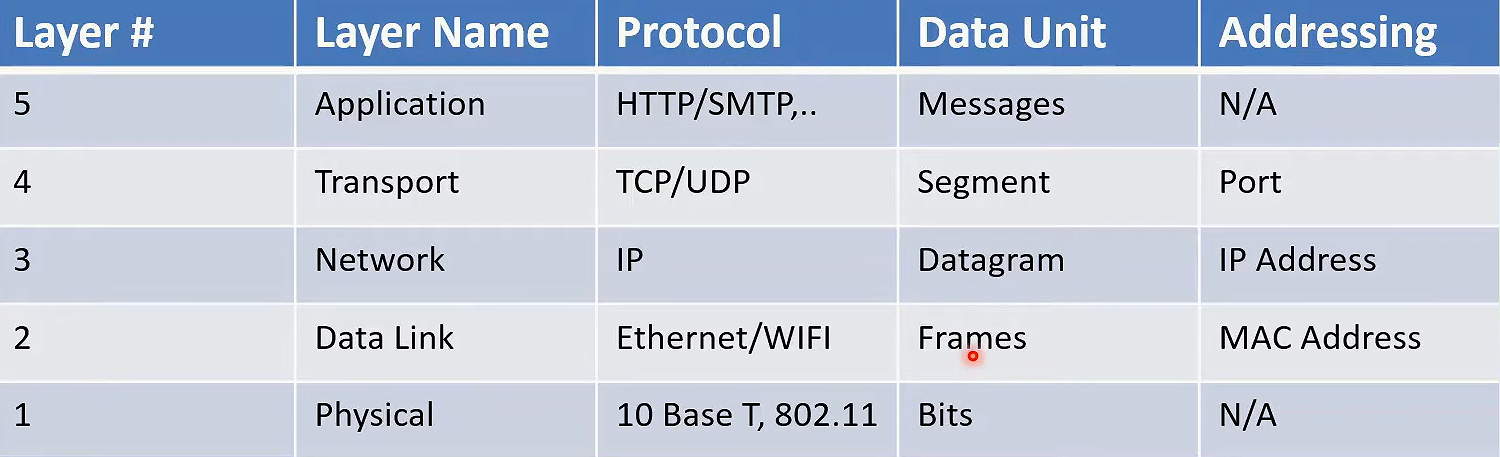 Layer # Layer Name Protocol Data Unit Addressing
5 Application HTTP/SMTP,.. Messages N/A
4 Transport TCP/UDP Segment Port
3 Network IP Datagram IP Address
2 Data Link Ethernet/WIFI Frames MAC Address
1 Physical 10 Base T, 802.11 Bits N/A